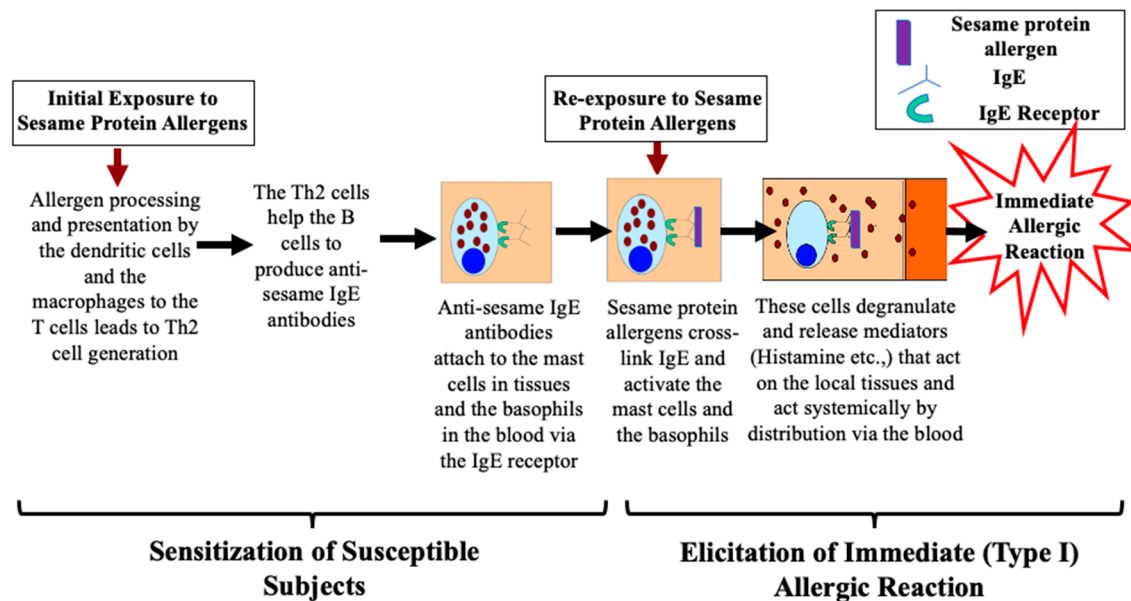 Sesame protein
allergen
IgE
IgE Receptor
Initial Exposure to
Sesame Protein Allergens
Re-exposure to Sesame
Protein Allergens
Allergen processing
and presentation by
the dendritic cells
and the
macrophages to the
T cells leads to Th2
cell generation
The Th2 cells
help the B
cells to
produce anti-
sesame IgE
antibodies
Anti-sesame IgE
antibodies
attach to the mast
cells in tissues
and the basophils
in the blood via
the IgE receptor
Sesame protein
allergens cross-
link IgE and
activate the
mast cells and
the basophils
These cells degranulate
and release mediators
(Histamine etc.,) that act
on the local tissues and
act systemically by
distribution via the blood
Immediate
Allergic
Reaction
Sensitization of Susceptible
Subjects
Elicitation of Immediate (Type I)
Allergic Reaction